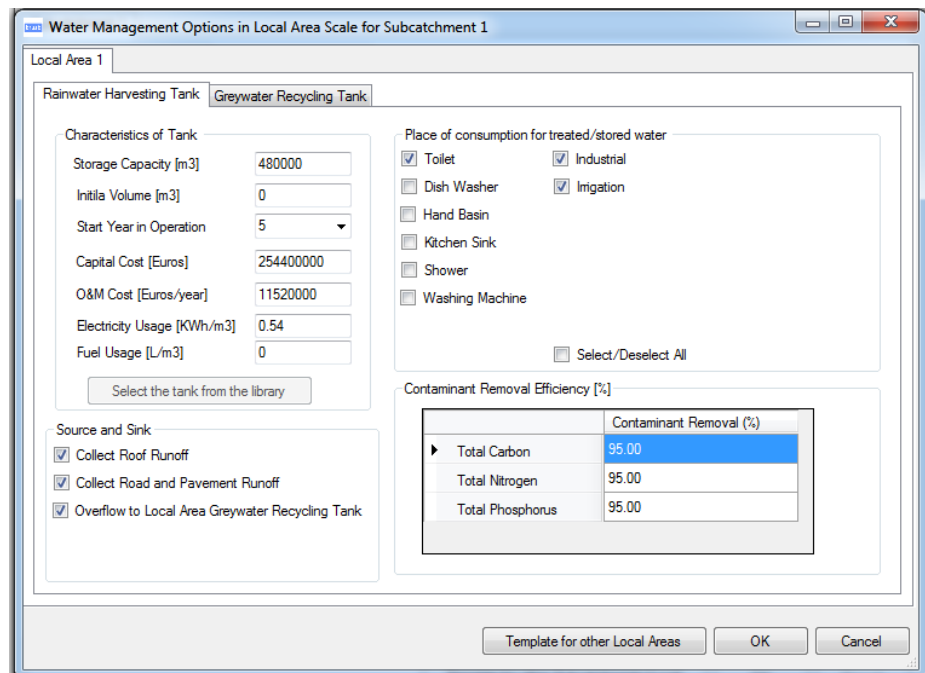 Water Management Options in Local Area Scale for Subcatchment 1
Local Area 1
Rainwater Harvesting Tank
Greywater Recycling Tank
Characteristics of Tank
Storage Capacity [m3] 480000
Initila Volume [m3] 0
Start Year in Operation 5
Capital Cost [Euros] 254400000
O&M Cost [Euros/year] 11520000
Electricity Usage [KWh/m3] 0.54
Fuel Usage [L/m3] 0
Select the tank from the library
Source and Sink
Collect Roof Runoff
Collect Road and Pavement Runoff
Overflow to Local Area Greywater Recycling Tank
Place of consumption for treated/stored water
Toilet Industrial
Dish Washer Irrigation
Hand Basin
Kitchen Sink
Shower
Washing Machine
Select/Deselect All
Contaminant Removal Efficiency [%]
Contaminant Removal (%)
Total Carbon 95.00
Total Nitrogen 95.00
Total Phosphorus 95.00
Template for other Local Areas OK Cancel